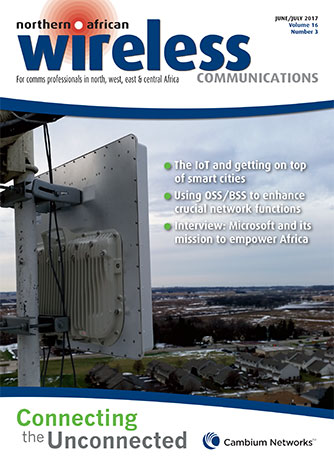 northern african
wireless
COMMUNICATIONS
For comms professionals in north, west, east & central Africa
JUNE/JULY 2017
Volume 16
Number 3
The IoT and getting on top
of smart cities
Using OSS/BSS to enhance
crucial network functions
Interview: Microsoft and its
mission to empower Africa
Connecting
the Unconnected
Cambium Networks™